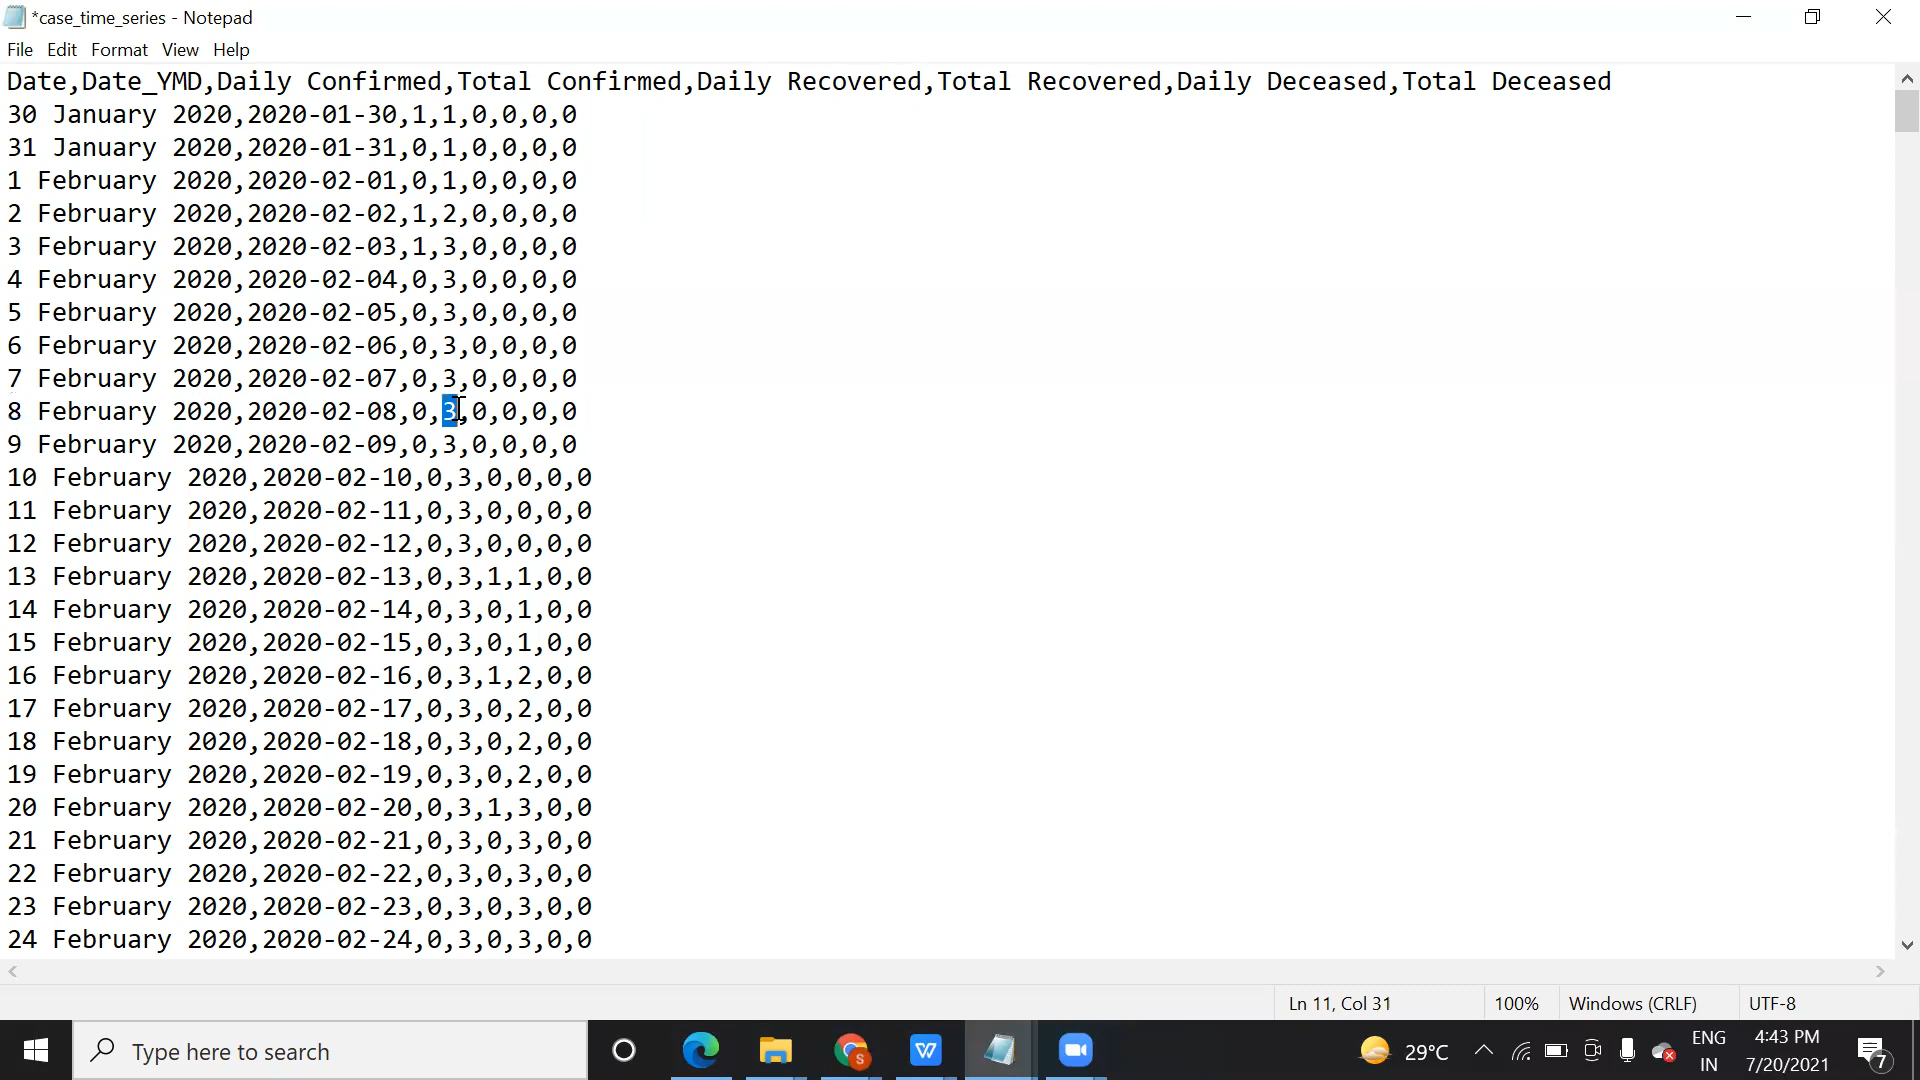 *case_time_series - Notepad
File Edit Format View Help
Date,Date_YMD,Daily Confirmed,Total Confirmed,Daily Recovered,Total Recovered,Daily Deceased,Total Deceased
30 January 2020,2020-01-30,1,1,0,0,0,0
31 January 2020,2020-01-31,0,1,0,0,0,0
1 February 2020,2020-02-01,0,1,0,0,0,0
2 February 2020,2020-02-02,1,2,0,0,0,0
3 February 2020,2020-02-03,1,3,0,0,0,0
4 February 2020,2020-02-04,0,3,0,0,0,0
5 February 2020,2020-02-05,0,3,0,0,0,0
6 February 2020,2020-02-06,0,3,0,0,0,0
7 February 2020,2020-02-07,0,3,0,0,0,0
8 February 2020,2020-02-08,0,3,0,0,0,0
9 February 2020,2020-02-09,0,3,0,0,0,0
10 February 2020,2020-02-10,0,3,0,0,0,0
11 February 2020,2020-02-11,0,3,0,0,0,0
12 February 2020,2020-02-12,0,3,0,0,0,0
13 February 2020,2020-02-13,0,3,1,1,0,0
14 February 2020,2020-02-14,0,3,0,1,0,0
15 February 2020,2020-02-15,0,3,0,1,0,0
16 February 2020,2020-02-16,0,3,1,2,0,0
17 February 2020,2020-02-17,0,3,0,2,0,0
18 February 2020,2020-02-18,0,3,0,2,0,0
19 February 2020,2020-02-19,0,3,0,2,0,0
20 February 2020,2020-02-20,0,3,1,3,0,0
21 February 2020,2020-02-21,0,3,0,3,0,0
22 February 2020,2020-02-22,0,3,0,3,0,0
23 February 2020,2020-02-23,0,3,0,3,0,0
24 February 2020,2020-02-24,0,3,0,3,0,0
Ln 11, Col 31 100% Windows (CRLF) UTF-8
Type here to search
S
W
29°C
ENG
IN
4:43 PM
7/20/2021
7